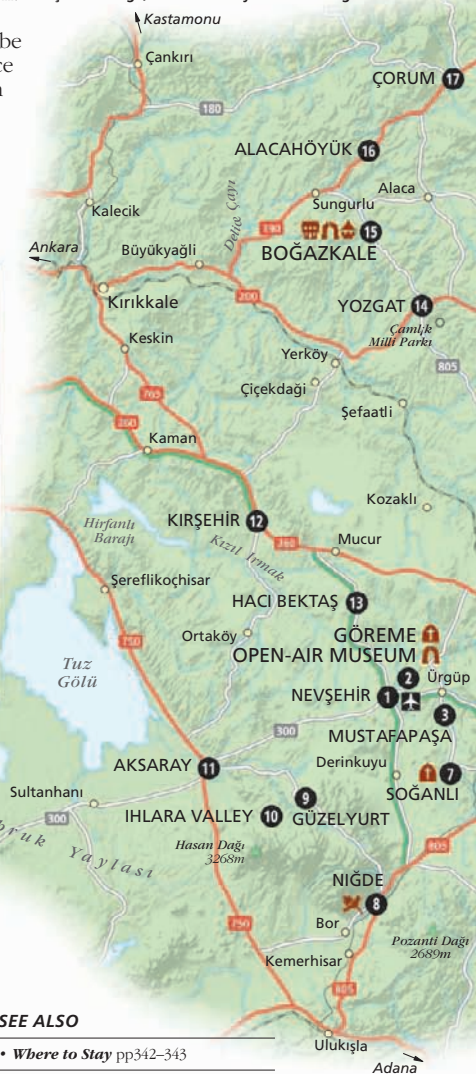 Kastamonu
be
ce
Çankırı
ÇORUM 17
180
ALACAHÖYÜK
16
Sungurlu
Alaca
Kalecik
Delice Çayı
190
15
BOĞAZKALE
Ankara
Büyükyağli
Kırıkkale
200
YOZGAT 14
Çamlık
Milli Parkı
Keskin
Yerköy
805
Çiçekdaği
Şefaatli
765
260
Kaman
Kozaklı
Hirfanlı
Barajı
KIRŞEHİR 12
Kızıl Irmak
260
Mucur
Şereflikoçhisar
HACI BEKTAŞ 13
750
Ortaköy
GÖREME
OPEN-AIR MUSEUM
Tuz
Gölü
2
Ürgüp
NEVŞEHİR 1
3
300
MUSTAFAPAŞA
AKSARAY 11
Derinkuyu
7
SOĞANLI
Sultanhanı
9
300
IHLARA VALLEY 10
GÜZELYURT
bruk Yaylası
Hasan Dağı
3268m
805
NIĞDE
8
750
Bor
Pozanti Dağı
2689m
Kemerhisar
805
SEE ALSO
• Where to Stay pp342–343
Ulukışla
Adana